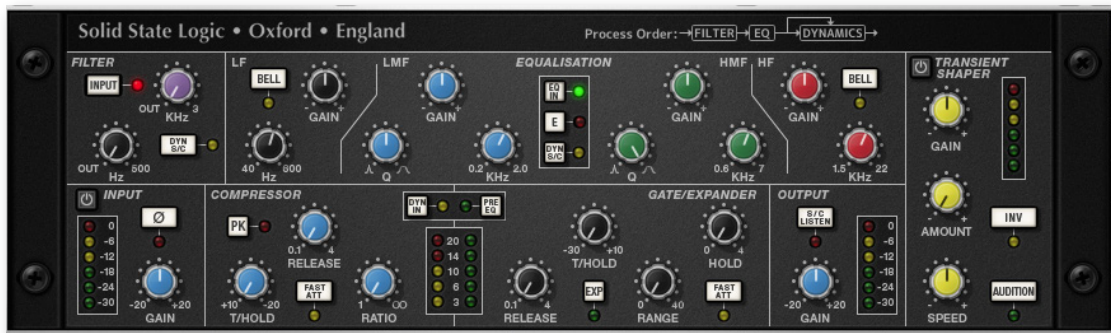 Solid State Logic • Oxford • England
Process Order: FILTER EQ DYNAMICS
FILTER
INPUT
OUT 3
KHz
OUT 500
Hz
DYN S/C
LF
BELL
GAIN
40 600
Hz
LMF
GAIN
Q
0.2 2.0
KHz
EQUALISATION
EQ IN
E
DYN S/C
HMF
GAIN
Q
0.6 7
KHz
HF
GAIN
BELL
1.5 22
KHz
TRANSIENT
SHAPER
- +
GAIN
AMOUNT
INV
- +
SPEED
AUDITION
INPUT
Ø
0
-6
-12
-18
-24
-30
-20 +20
GAIN
COMPRESSOR
PK
0.1 4
RELEASE
+10 -20
T/HOLD
FAST ATT
1 ∞
RATIO
DYN IN
PRE EQ
20
14
10
6
3
GATE/EXPANDER
-30 +10
T/HOLD
0 4
HOLD
0.1 4
RELEASE
EXP
0 40
RANGE
FAST ATT
OUTPUT
S/C LISTEN
0
-6
-12
-18
-24
-30
-20 +20
GAIN